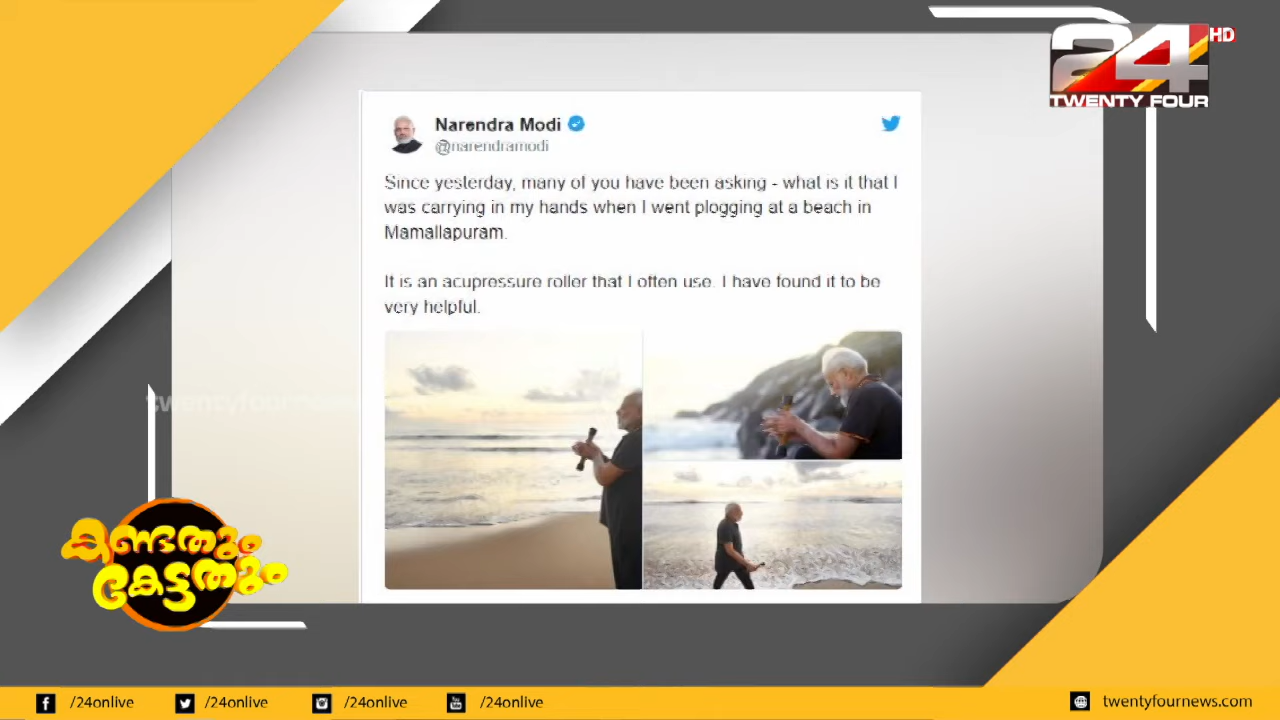 24 HD
TWENTY FOUR
Narendra Modi
@narendramodi
Since yesterday, many of you have been asking - what is it that I
was carrying in my hands when I went plogging at a beach in
Mamallapuram.
It is an acupressure roller that I often use. I have found it to be
very helpful.
twentyfournews
കണ്ടതും
കേട്ടതും
/24onlive /24onlive /24onlive /24onlive twentyfournews.com